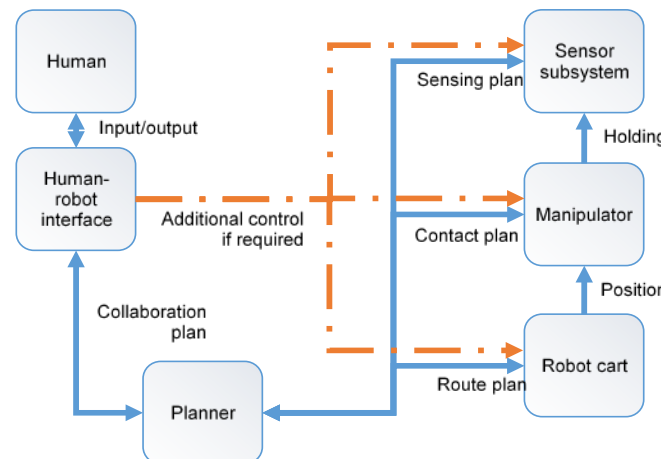 Human
Sensor
subsystem
Sensing plan
Input/output
Holding
Human-
robot
interface
Additional control
if required
Manipulator
Contact plan
Position
Collaboration
plan
Robot cart
Route plan
Planner